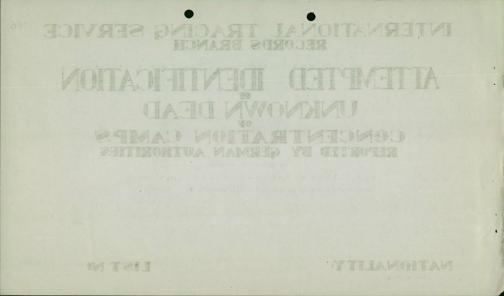 INTERNATIONAL TRACING SERVICE
RECORDS BRANCH
ATTEMPTED IDENTIFICATION
OF
UNKNOWN DEAD
OF
CONCENTRATION CAMPS
REPORTED BY GERMAN AUTHORITIES
NATIONALITY LIST No